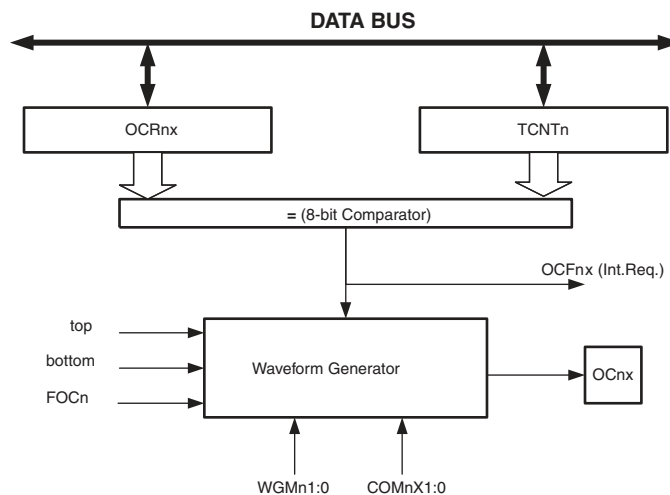 DATA BUS
OCRnx
TCNTn
= (8-bit Comparator)
OCFnx (Int.Req.)
top
bottom
FOCn
Waveform Generator
OCnx
WGMn1:0
COMnX1:0